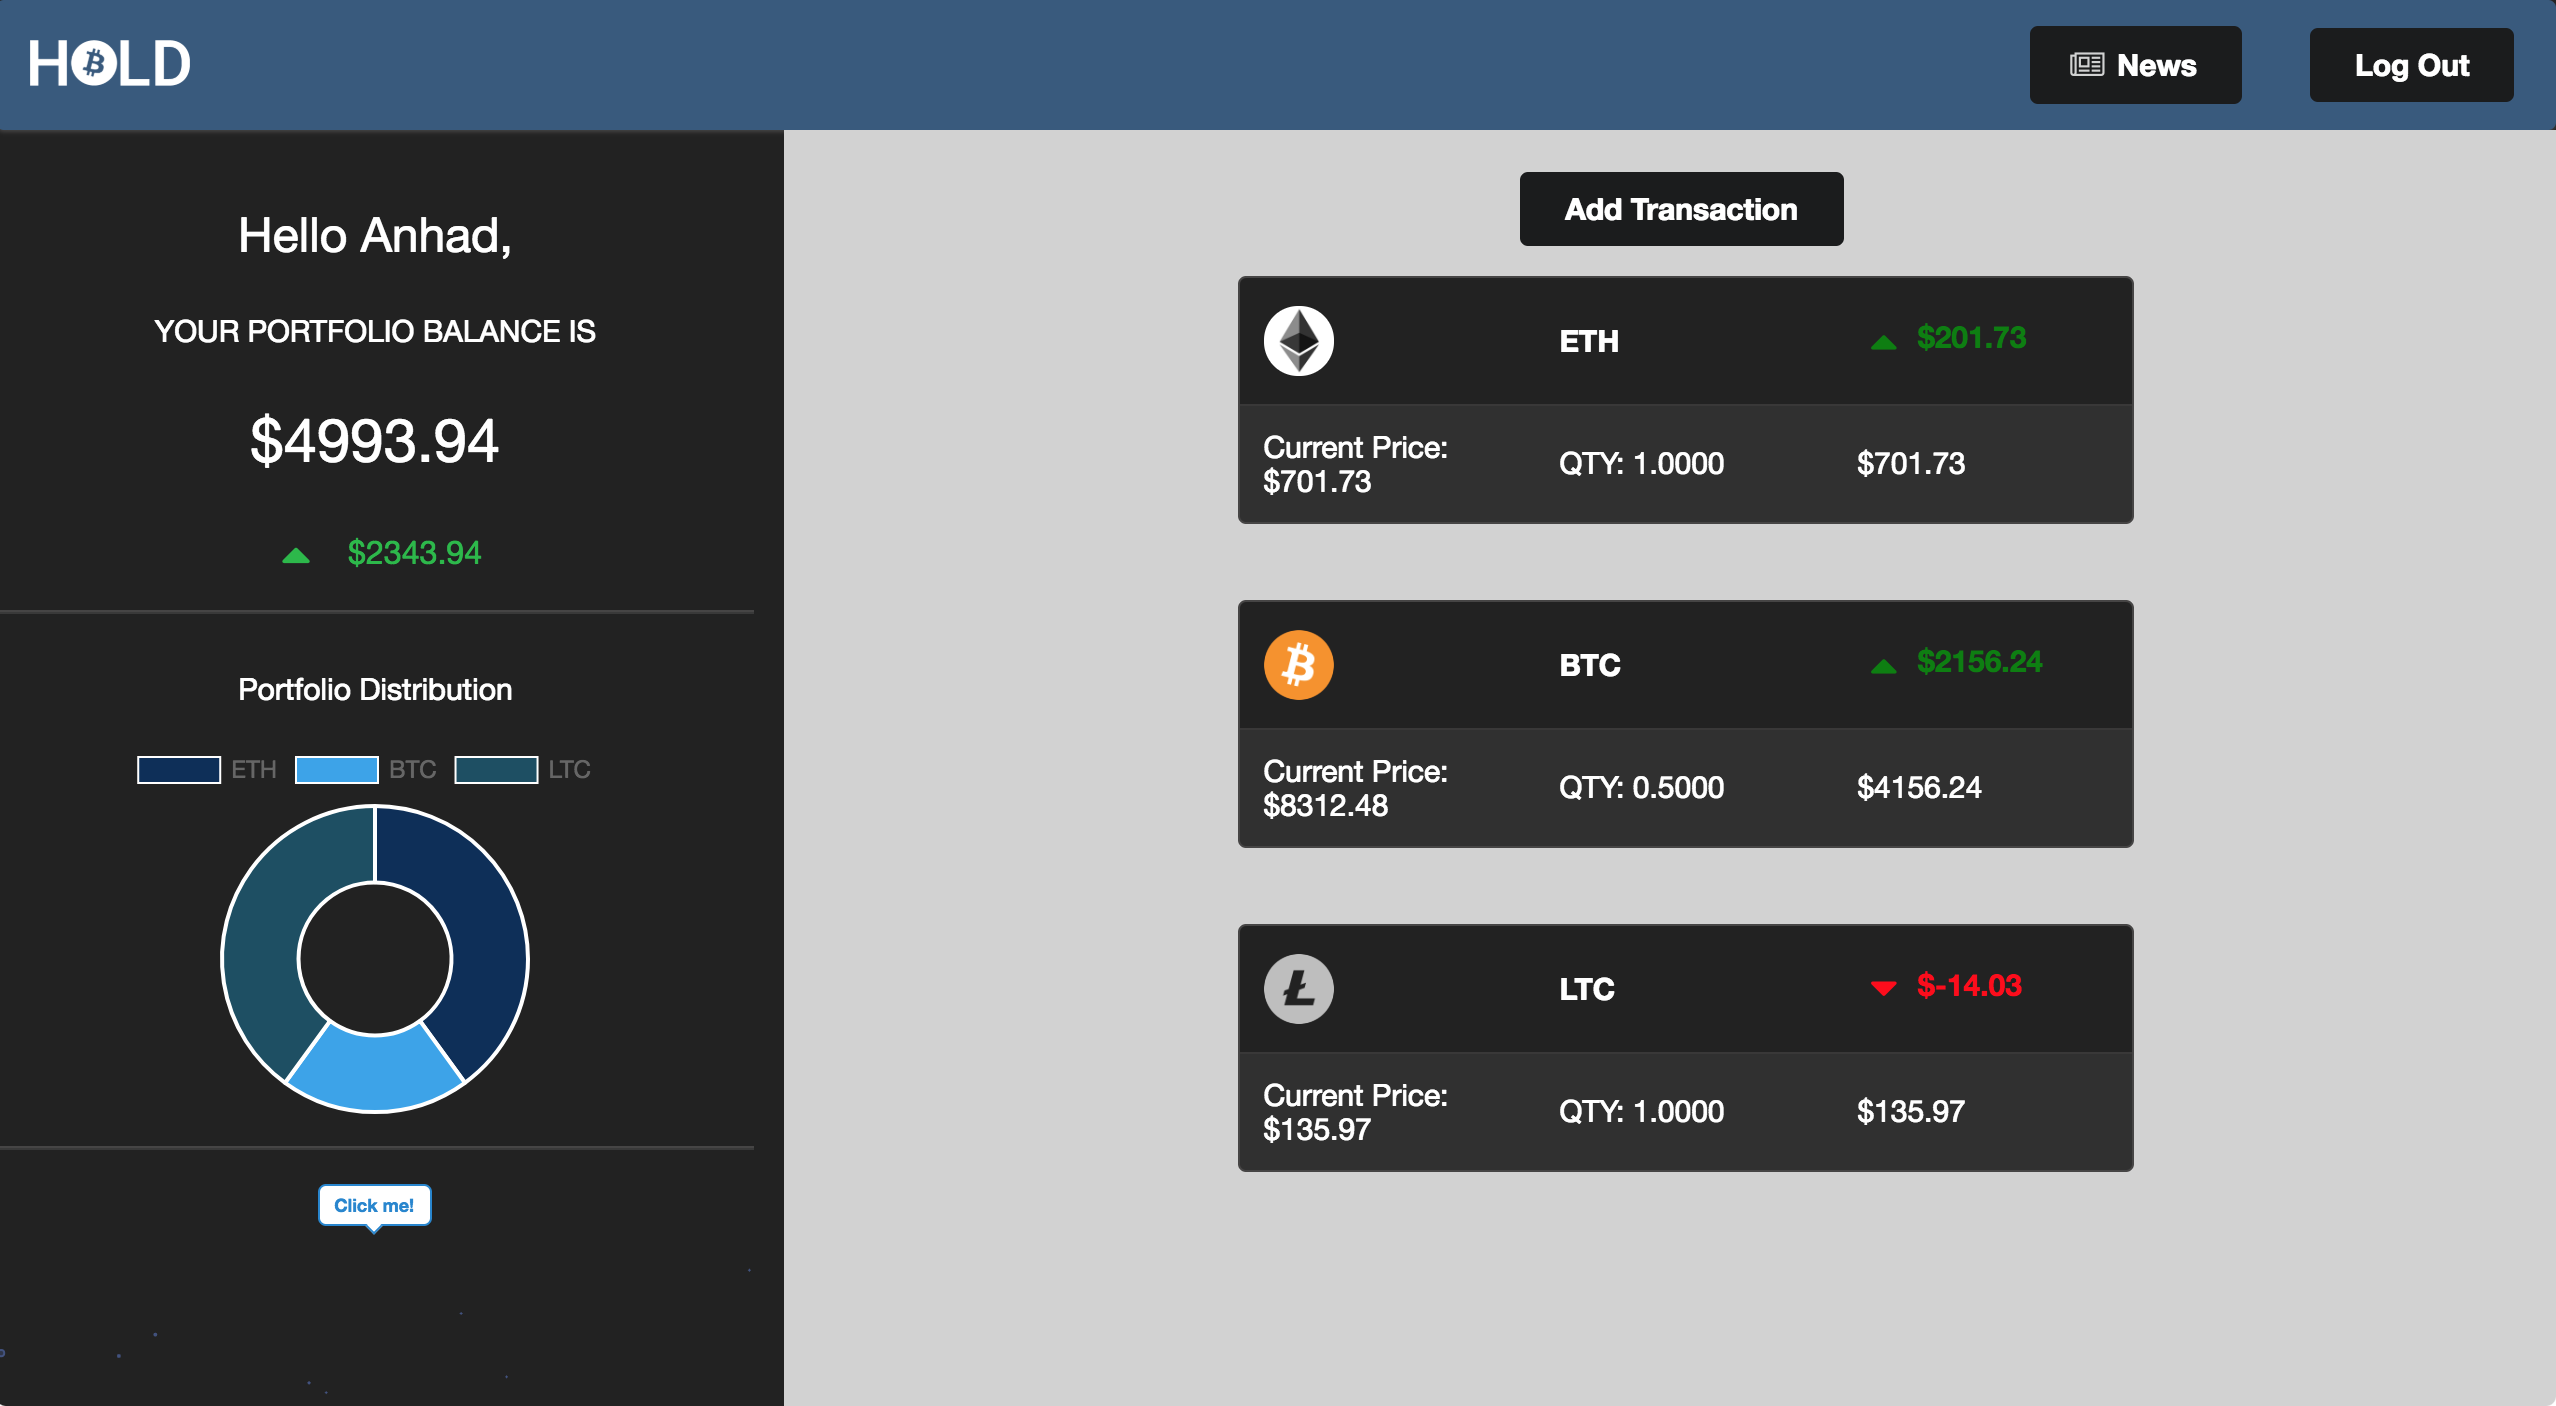 HOLD
News
Log Out
Hello Anhad,
YOUR PORTFOLIO BALANCE IS
$4993.94
$2343.94
Portfolio Distribution
ETH BTC LTC
Click me!
Add Transaction
ETH $201.73
Current Price:
$701.73
QTY: 1.0000
$701.73
BTC $2156.24
Current Price:
$8312.48
QTY: 0.5000
$4156.24
LTC $-14.03
Current Price:
$135.97
QTY: 1.0000
$135.97